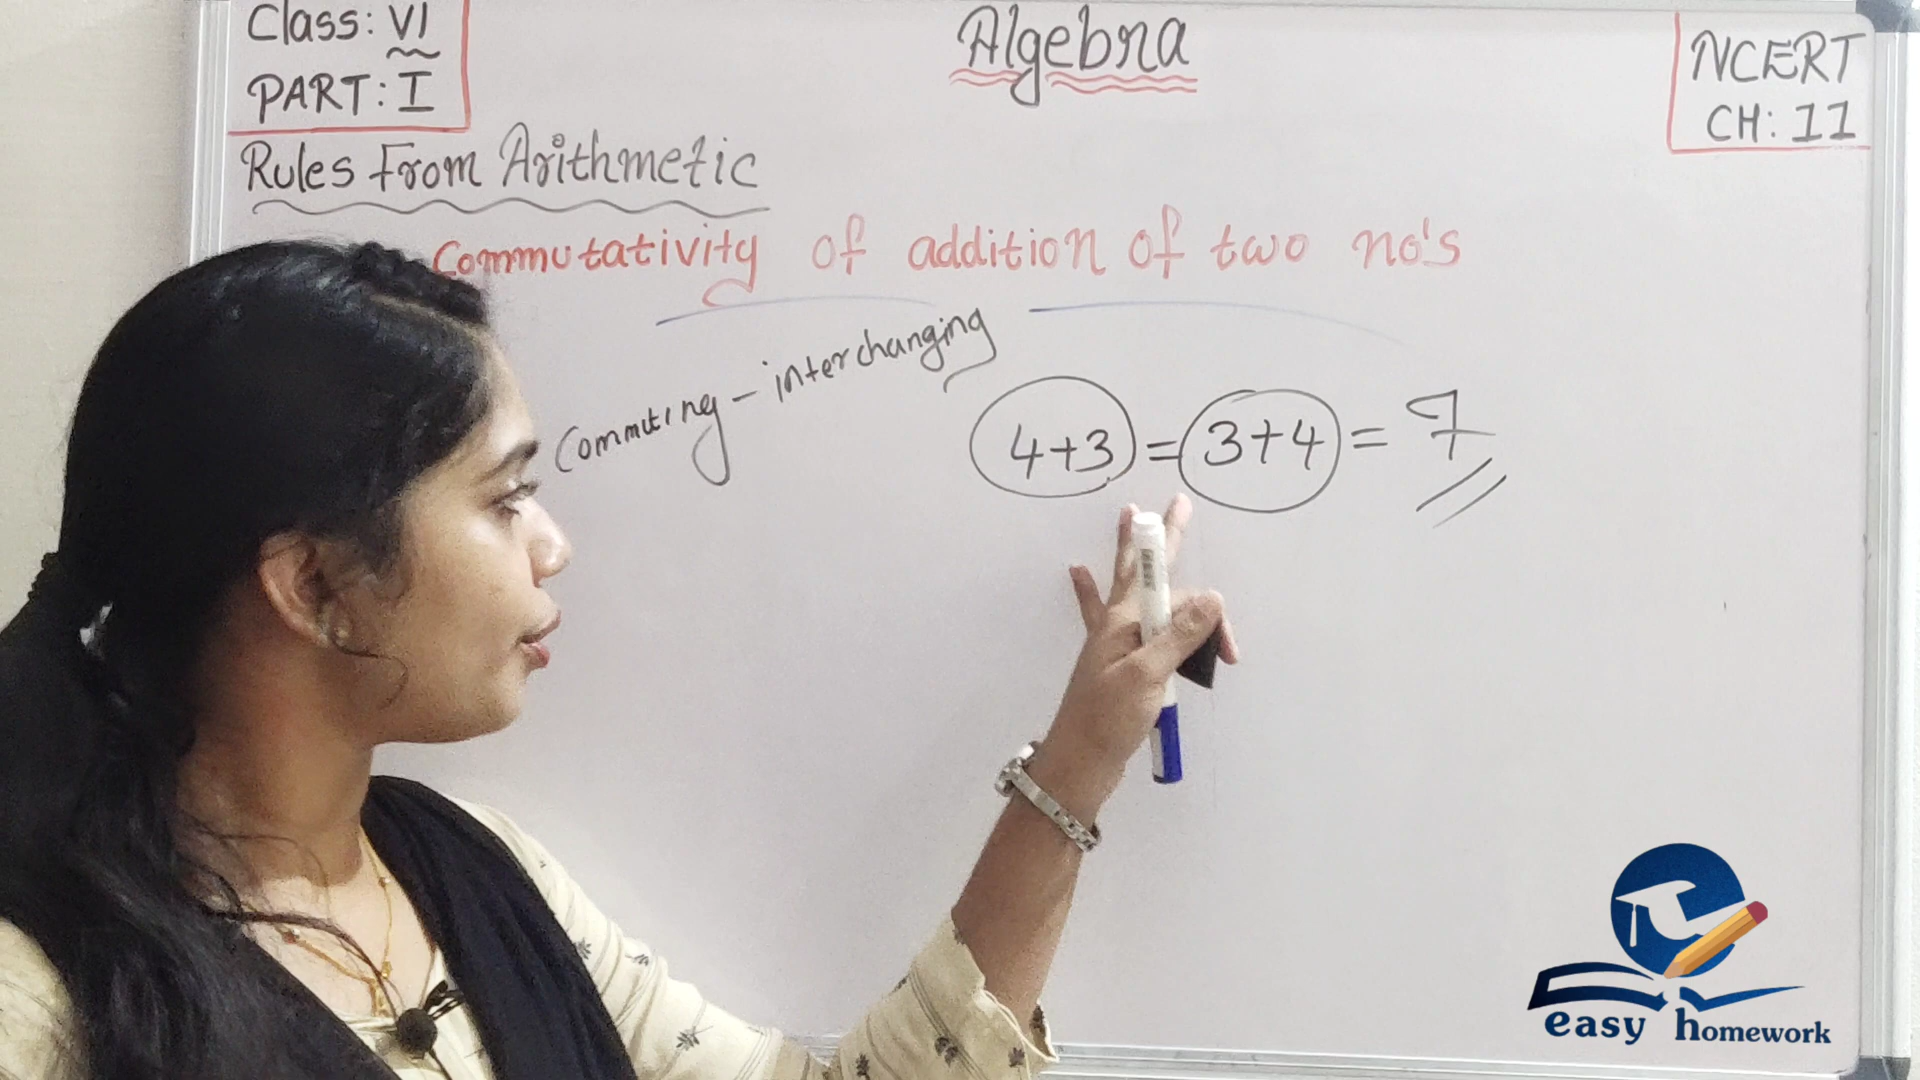 Class: VI
PART: I
Algebra
NCERT
CH: 11
Rules From Arithmetic
Commutativity of addition of two no's
Commuting - interchanging
4+3 = 3+4 = 7
easy homework